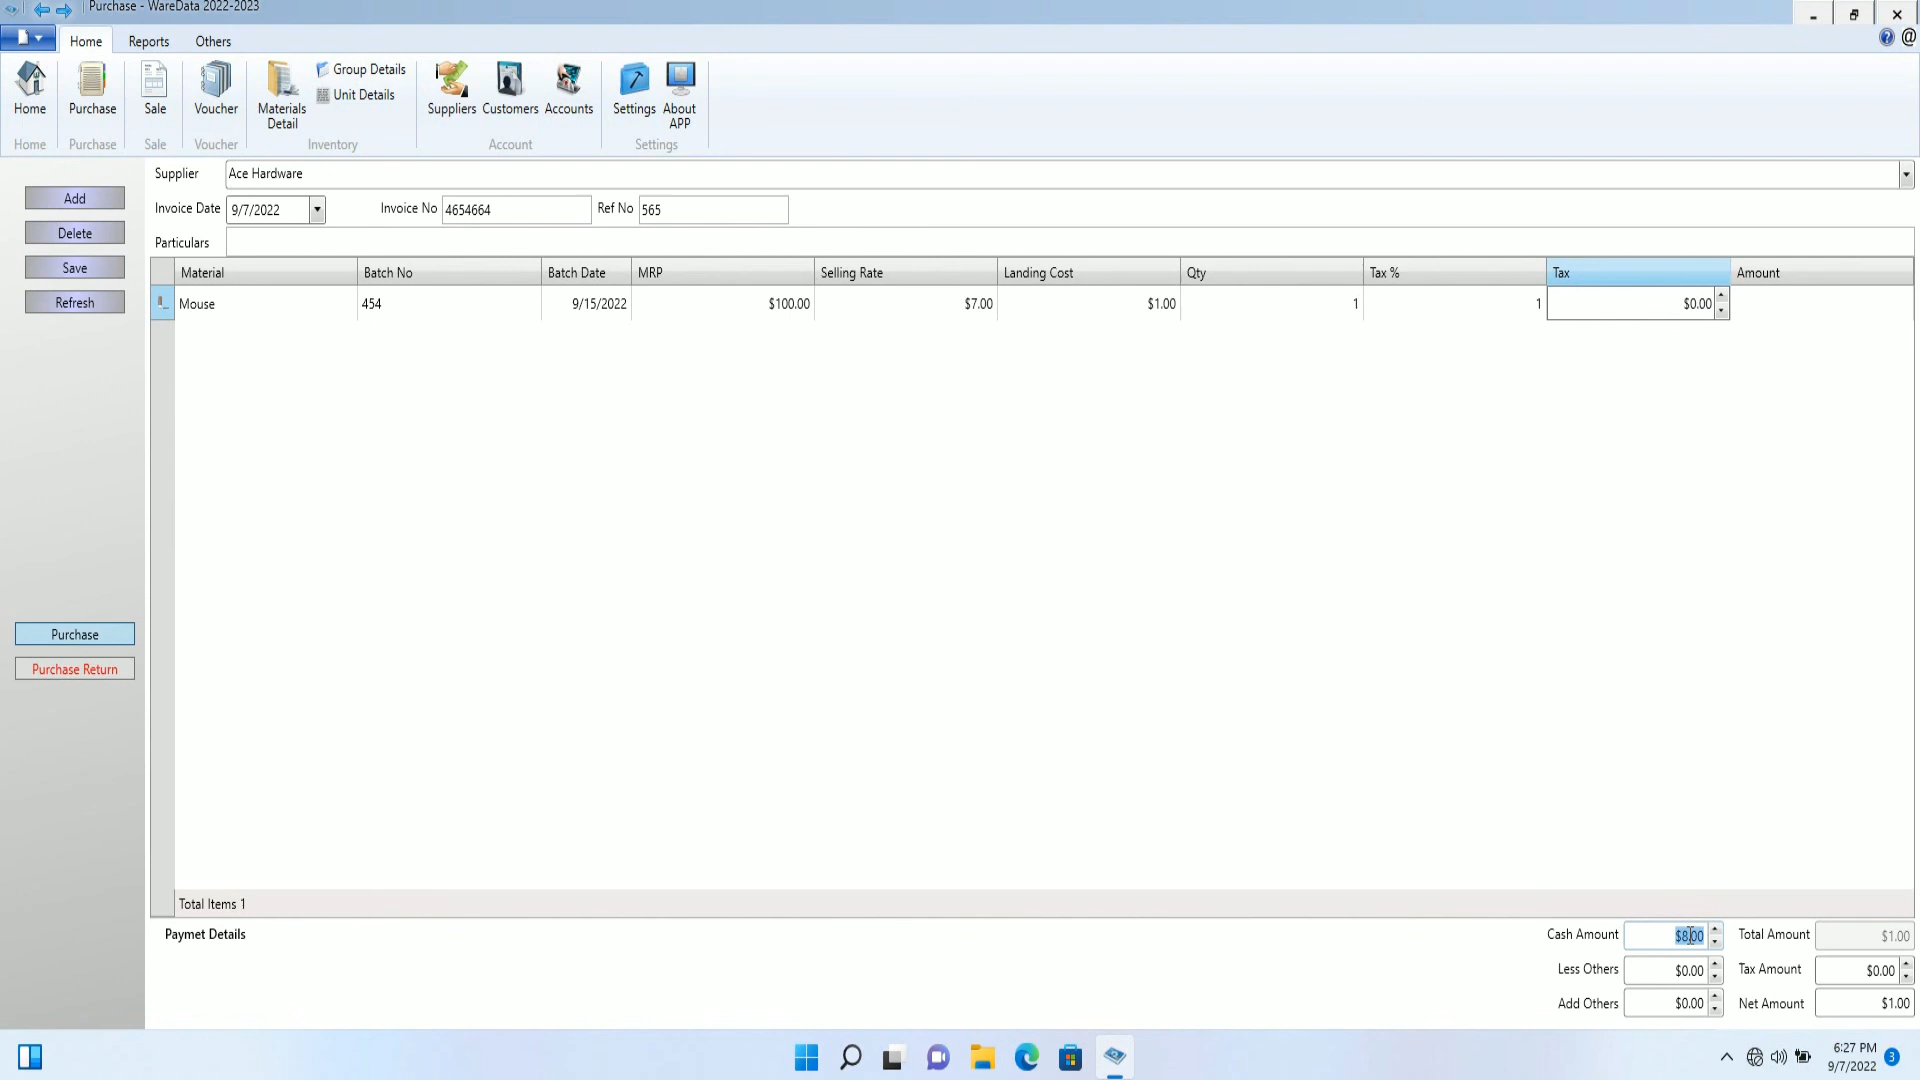 Purchase - WareData 2022-2023
Home Reports Others
@
Home Purchase Sale Voucher Materials Detail Group Details Unit Details Suppliers Customers Accounts Settings About APP
Home Purchase Sale Voucher Inventory Account Settings
Supplier Ace Hardware
Add
Invoice Date 9/7/2022 Invoice No 4654664 Ref No 565
Delete
Particulars
Save
Material Batch No Batch Date MRP Selling Rate Landing Cost Qty Tax % Tax Amount
Refresh
Mouse 454 9/15/2022 $100.00 $7.00 $1.00 1 1 $0.00
Purchase
Purchase Return
Total Items 1
Paymet Details
Cash Amount $8.00 Total Amount $1.00
Less Others $0.00 Tax Amount $0.00
Add Others $0.00 Net Amount $1.00
6:27 PM
9/7/2022
3